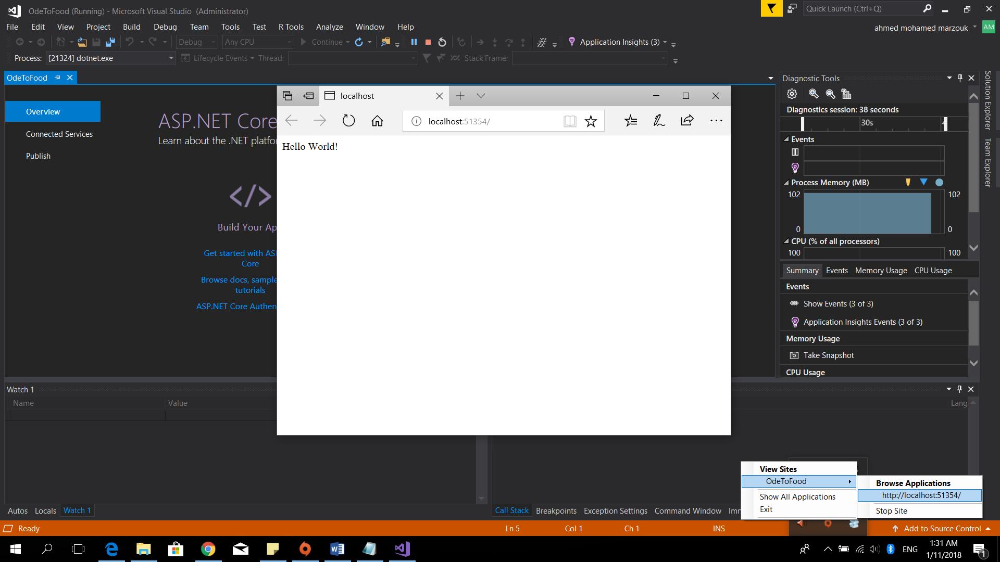 OdeToFood (Running) - Microsoft Visual Studio (Administrator)
Quick Launch (Ctrl+Q)
File Edit View Project Build Debug Team Tools Test R Tools Analyze Window Help
ahmed mohamed marzouk AM
Debug Any CPU Continue Application Insights (3)
Process: [21324] dotnet.exe Lifecycle Events Thread: Stack Frame:
OdeToFood
Overview
Connected Services
Publish
ASP.NET Core
Learn about the .NET platfo
Build Your Ap
Get started with AS
Core
Browse docs, sample
tutorials
ASP.NET Core Authen
localhost
localhost:51354/
Hello World!
Diagnostic Tools
Diagnostics session: 38 seconds
30s
Events
Process Memory (MB)
102 102
0 0
CPU (% of all processors)
100 100
Summary Events Memory Usage CPU Usage
Events
Show Events (3 of 3)
Application Insights Events (3 of 3)
Memory Usage
Take Snapshot
CPU Usage
Solution Explorer
Team Explorer
Watch 1
Name Value
Lang
Autos Locals Watch 1
Call Stack Breakpoints Exception Settings Command Window Imm
View Sites
OdeToFood
Show All Applications
Exit
Browse Applications
http://localhost:51354/
Stop Site
Ready Ln 5 Col 1 Ch 1 INS Add to Source Control
ENG
1:31 AM
1/11/2018
1